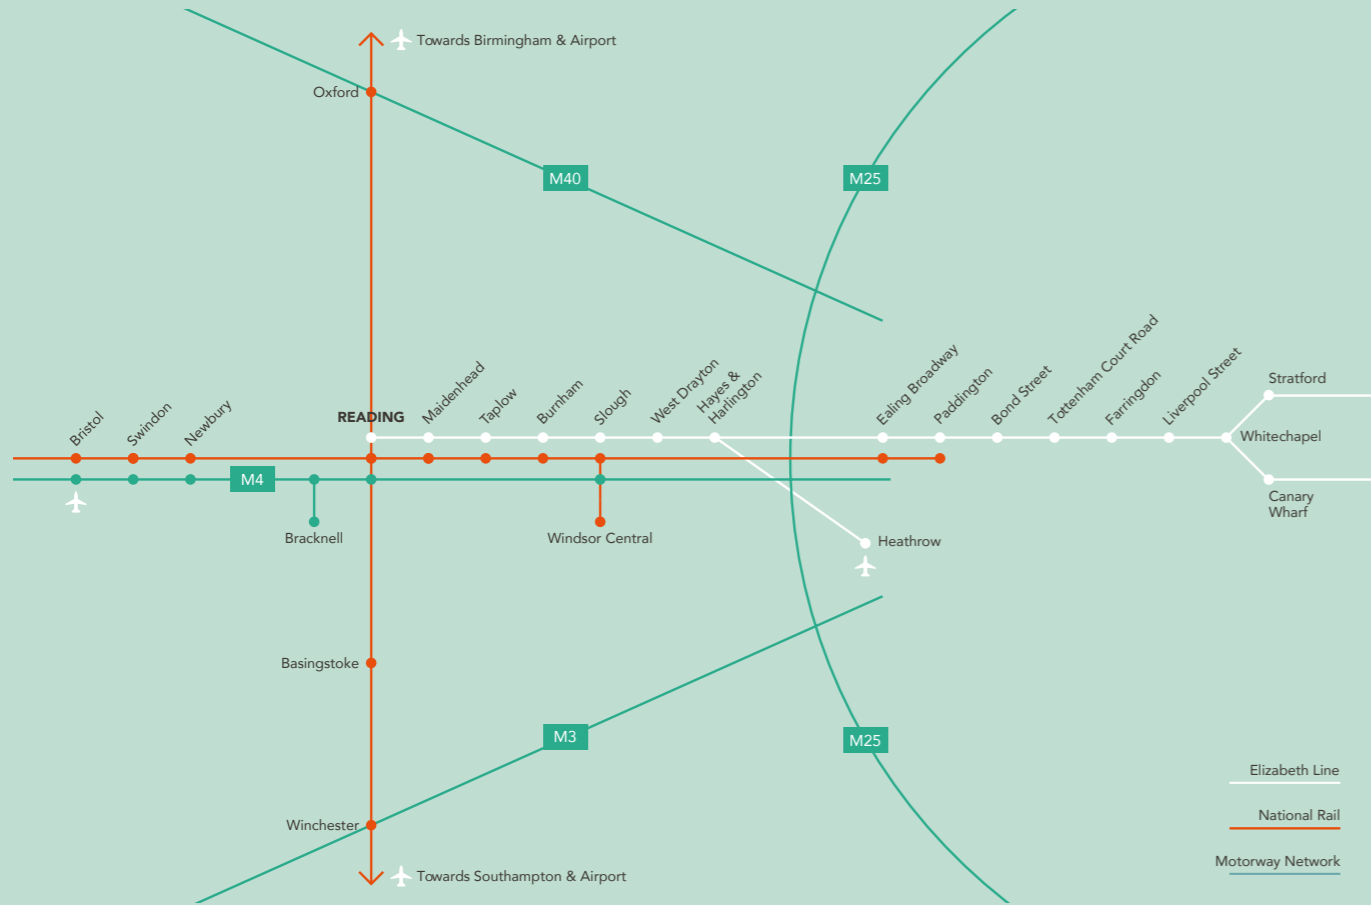 Towards Birmingham & Airport
Oxford
M40
M25
Bristol
Swindon
Newbury
READING
Maidenhead
Taplow
Burnham
Slough
West Drayton
Hayes &
Harlington
Ealing Broadway
Paddington
Bond Street
Tottenham Court Road
Farringdon
Liverpool Street
Stratford
Whitechapel
Canary
Wharf
M4
Bracknell
Windsor Central
Heathrow
Basingstoke
M3
M25
Winchester
Towards Southampton & Airport
Elizabeth Line
National Rail
Motorway Network